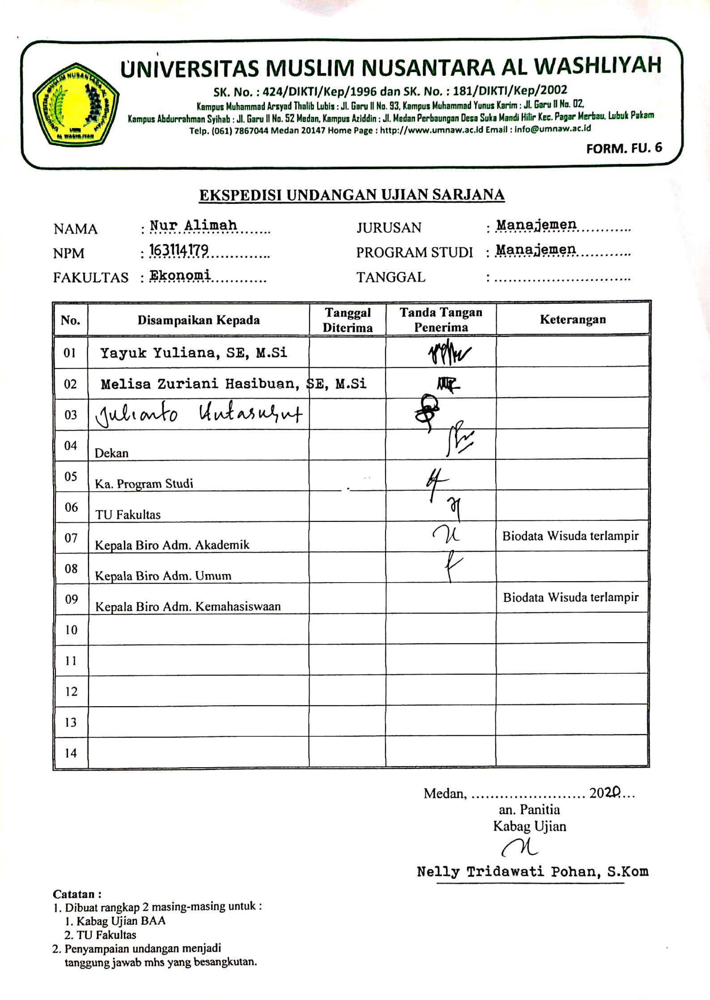 UNIVERSITAS MUSLIM NUSANTARA AL WASHLIYAH
SK. No. : 424/DIKTI/Kep/1996 dan SK. No. : 181/DIKTI/Kep/2002
Kampus Muhammad Arsyad Thalib Lubis : Jl. Garu II No. 93, Kampus Muhammad Yunus Karim : Jl. Garu II No. 02,
Kampus Abdurrahman Syihab : Jl. Garu II No. 52 Medan, Kampus Aziddin : Jl. Medan Perbaungan Desa Suka Mandi Hilir Kec. Pagar Merbau, Lubuk Pakam
Telp. (061) 7867044 Medan 20147 Home Page : http://www.umnaw.ac.id Email : info@umnaw.ac.id
UNIVERSITAS MUSLIM NUSANTARA AL WASHLIYAH
UMN
AL WASHLIYAH
FORM. FU. 6
EKSPEDISI UNDANGAN UJIAN SARJANA
NAMA : Nur Alimah JURUSAN : Manajemen
NPM : 163114179 PROGRAM STUDI : Manajemen
FAKULTAS : Ekonomi TANGGAL : ............................
No. Disampaikan Kepada Tanggal Diterima Tanda Tangan Penerima Keterangan
01 Yayuk Yuliana, SE, M.Si
02 Melisa Zuriani Hasibuan, SE, M.Si
03 Julianto Hutasuhut
04 Dekan
05 Ka. Program Studi
06 TU Fakultas
07 Kepala Biro Adm. Akademik Biodata Wisuda terlampir
08 Kepala Biro Adm. Umum
09 Kepala Biro Adm. Kemahasiswaan Biodata Wisuda terlampir
10
11
12
13
14
Medan, ........................ 2020...
an. Panitia
Kabag Ujian
Nelly Tridawati Pohan, S.Kom
Catatan :
1. Dibuat rangkap 2 masing-masing untuk :
1. Kabag Ujian BAA
2. TU Fakultas
2. Penyampaian undangan menjadi
tanggung jawab mhs yang besangkutan.